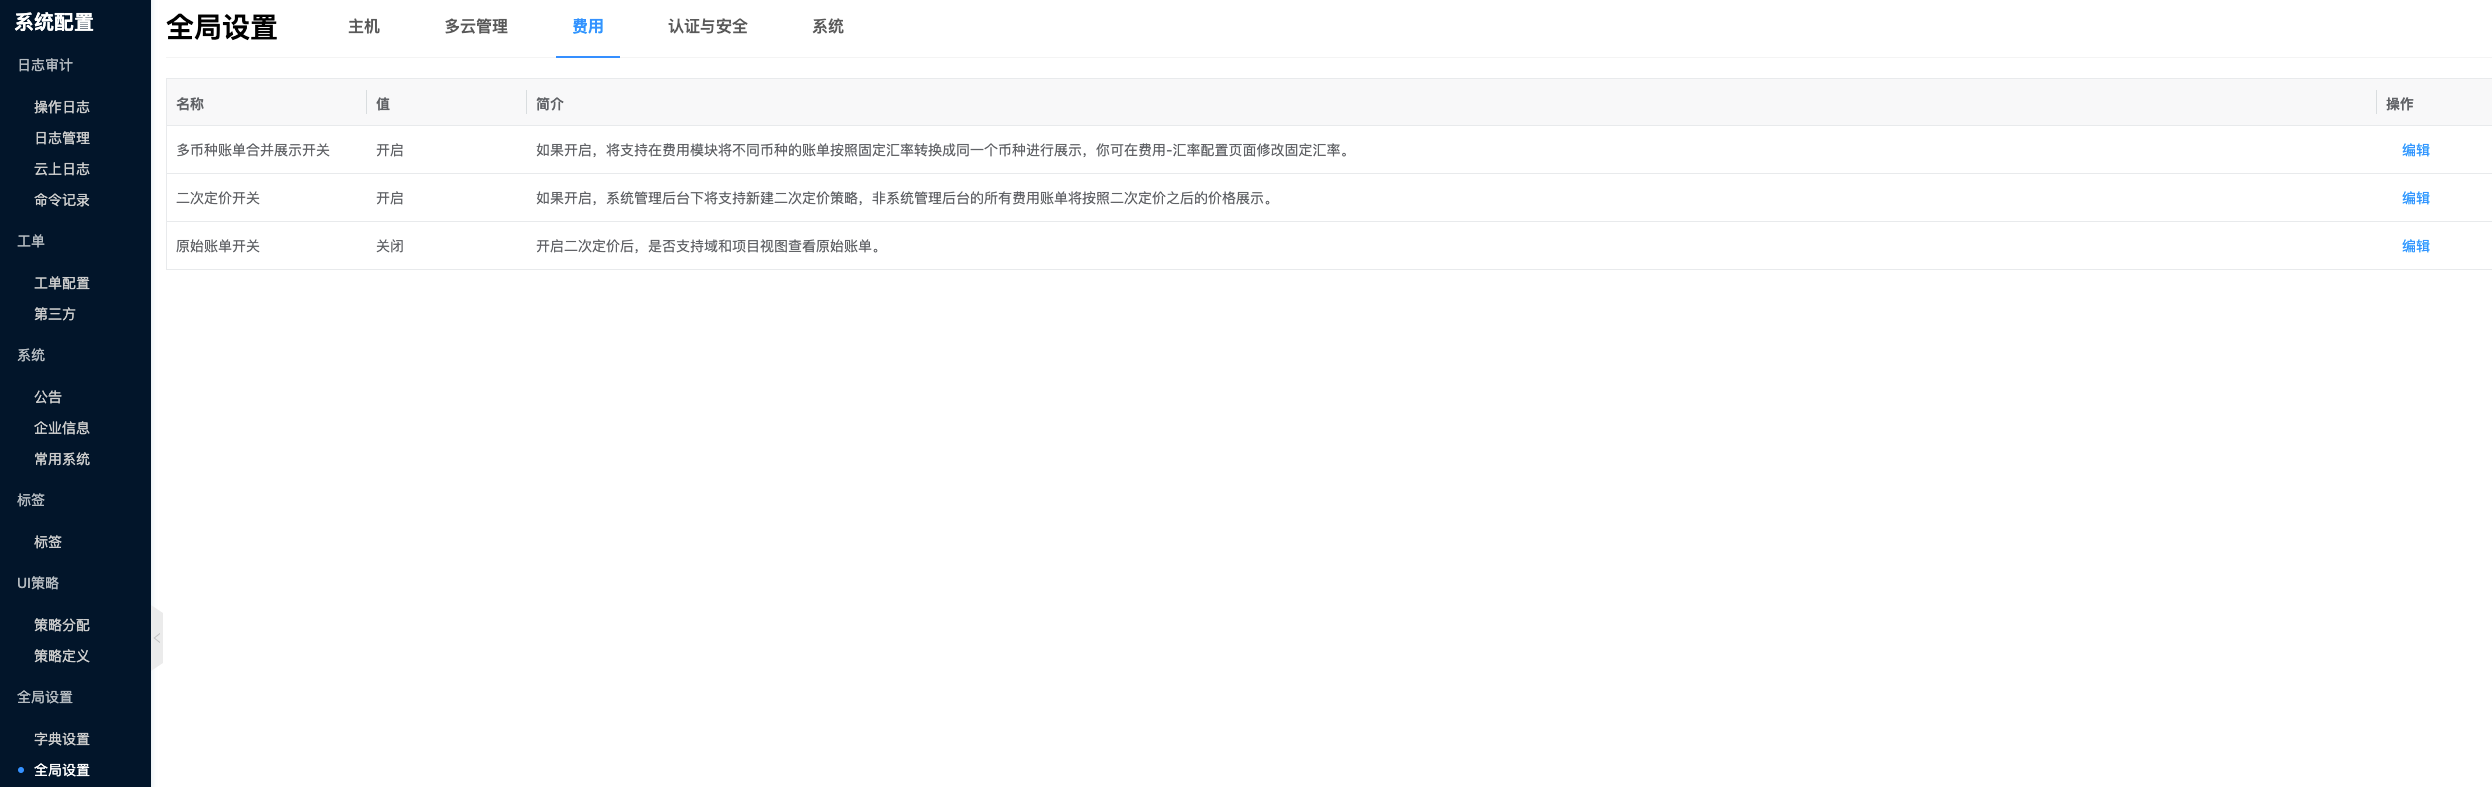 系统配置
日志审计
操作日志
日志管理
云上日志
命令记录
工单
工单配置
第三方
系统
公告
企业信息
常用系统
标签
标签
UI策略
策略分配
策略定义
全局设置
字典设置
全局设置
全局设置 主机 多云管理 费用 认证与安全 系统
名称 值 简介 操作
多币种账单合并展示开关 开启 如果开启，将支持在费用模块将不同币种的账单按照固定汇率转换成同一个币种进行展示，你可在费用-汇率配置页面修改固定汇率。 编辑
二次定价开关 开启 如果开启，系统管理后台下将支持新建二次定价策略，非系统管理后台的所有费用账单将按照二次定价之后的价格展示。 编辑
原始账单开关 关闭 开启二次定价后，是否支持域和项目视图查看原始账单。 编辑